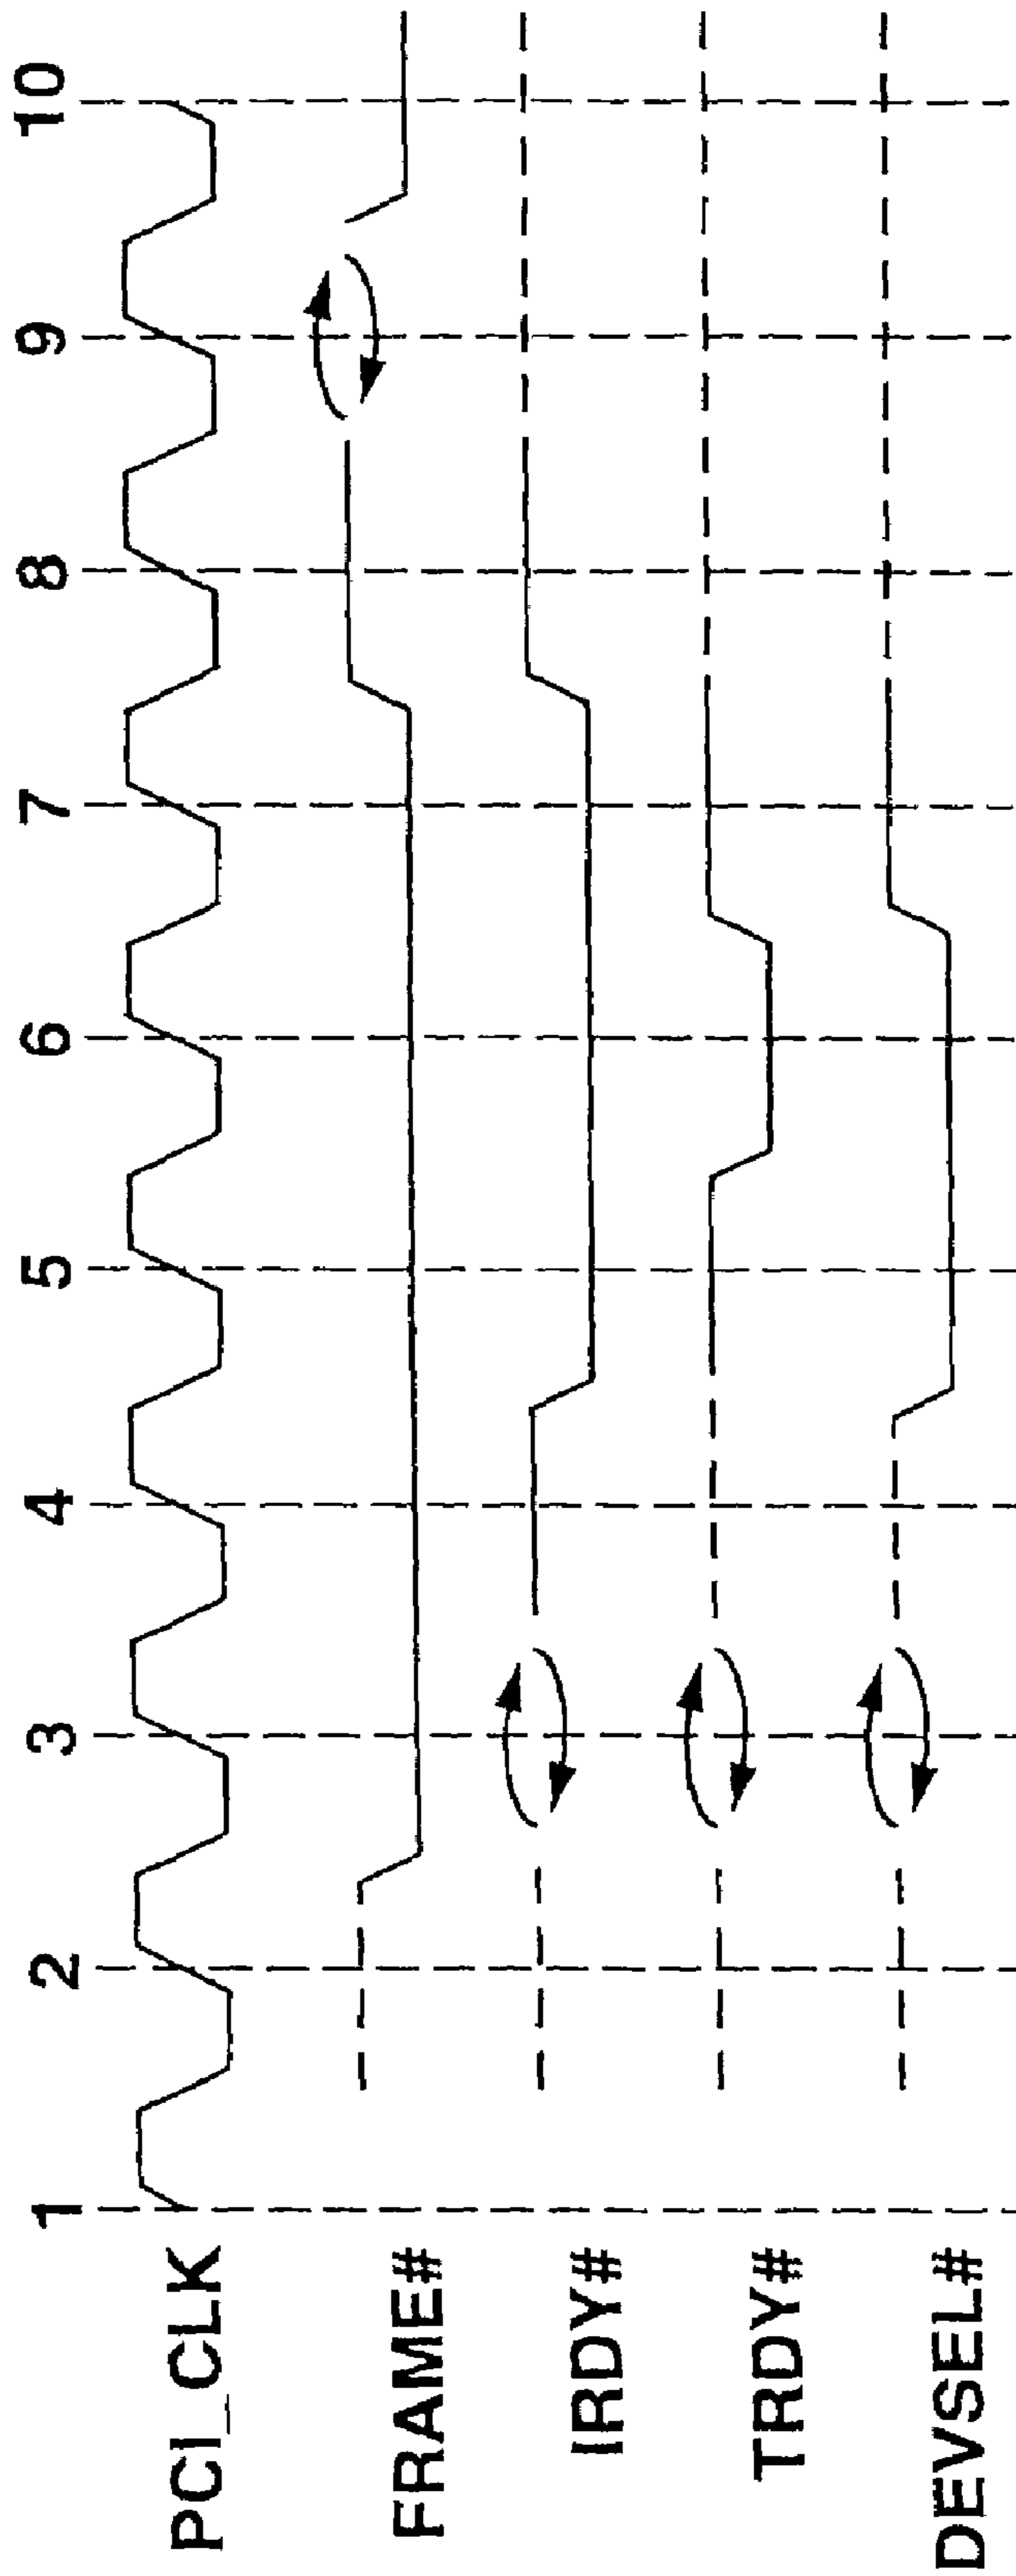 1 2 3 4 5 6 7 8 9 10
PCI_CLK
FRAME#
IRDY#
TRDY#
DEVSEL#